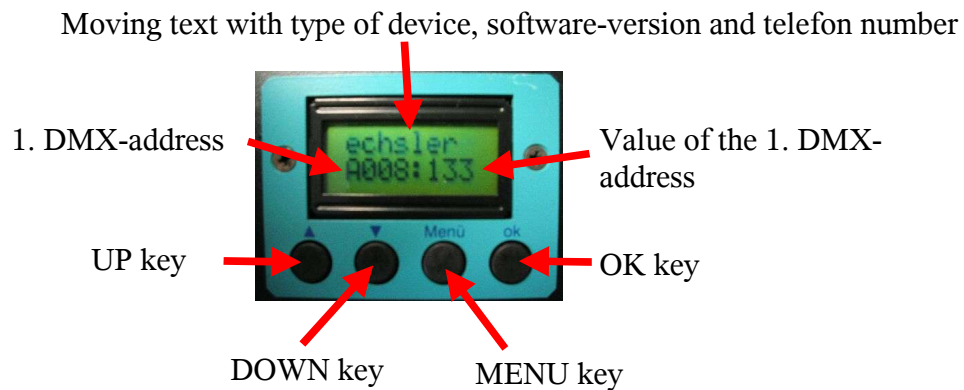 Moving text with type of device, software-version and telefon number
1. DMX-address
echsler
A008:133
Value of the 1. DMX-
address
▲ ▼ Menü ok
UP key
OK key
DOWN key
MENU key